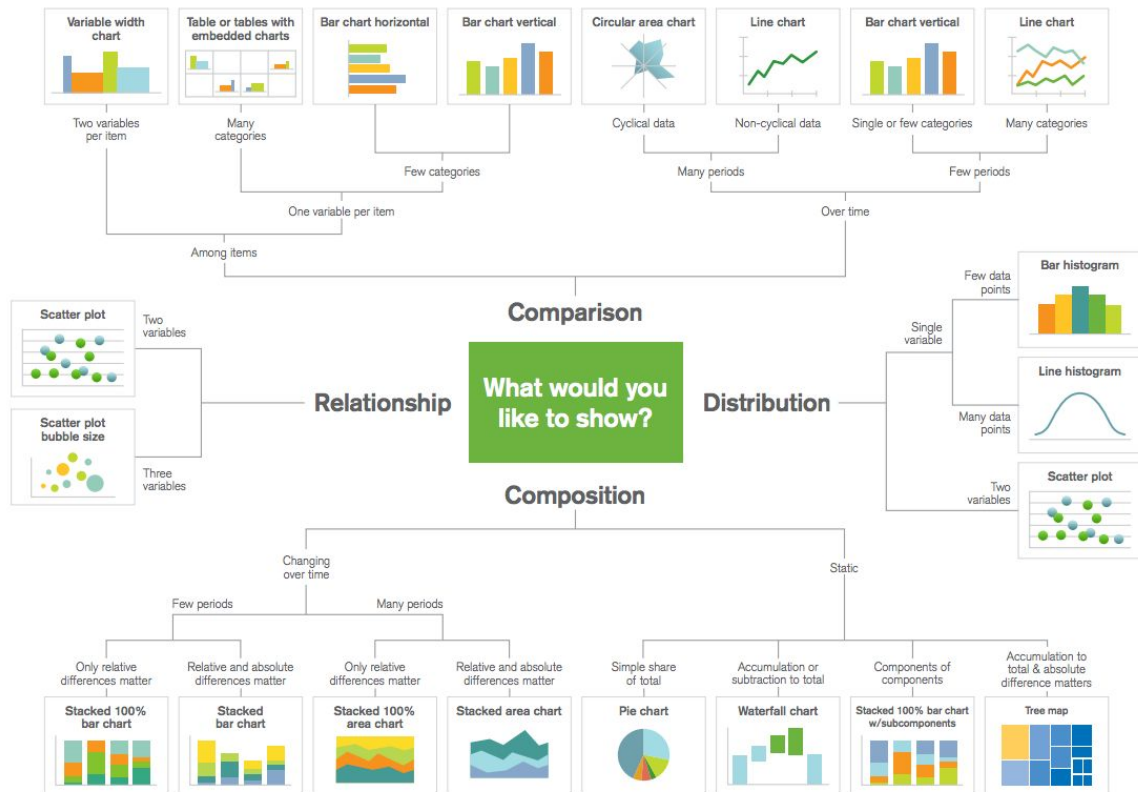 Variable width
chart
Table or tables with
embedded charts
Bar chart horizontal
Bar chart vertical
Circular area chart
Line chart
Bar chart vertical
Line chart
Two variables
per item
Many
categories
Cyclical data
Non-cyclical data
Single or few categories
Many categories
Few categories
Many periods
Few periods
One variable per item
Over time
Among items
Comparison
What would you
like to show?
Relationship
Two
variables
Scatter plot
Three
variables
Scatter plot
bubble size
Distribution
Single
variable
Few data
points
Bar histogram
Many data
points
Line histogram
Two
variables
Scatter plot
Composition
Changing
over time
Static
Few periods
Many periods
Only relative
differences matter
Relative and absolute
differences matter
Only relative
differences matter
Relative and absolute
differences matter
Simple share
of total
Accumulation or
subtraction to total
Components of
components
Accumulation to
total & absolute
difference matters
Stacked 100%
bar chart
Stacked
bar chart
Stacked 100%
area chart
Stacked area chart
Pie chart
Waterfall chart
Stacked 100% bar chart
w/subcomponents
Tree map